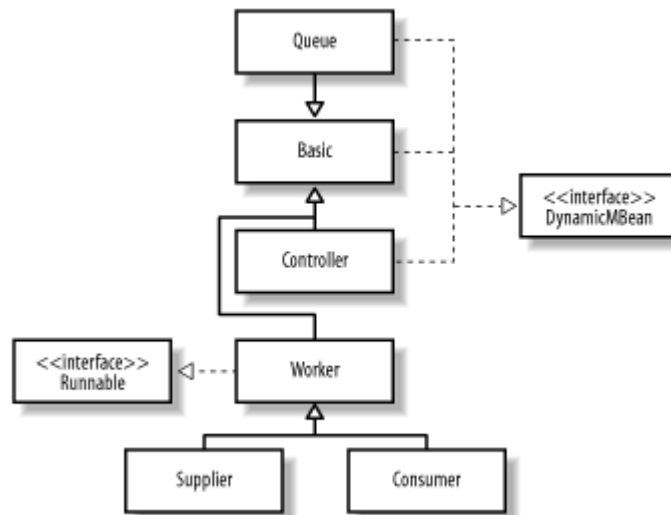 Queue
Basic
<<interface>>
DynamicMBean
Controller
<<interface>>
Runnable
Worker
Supplier
Consumer